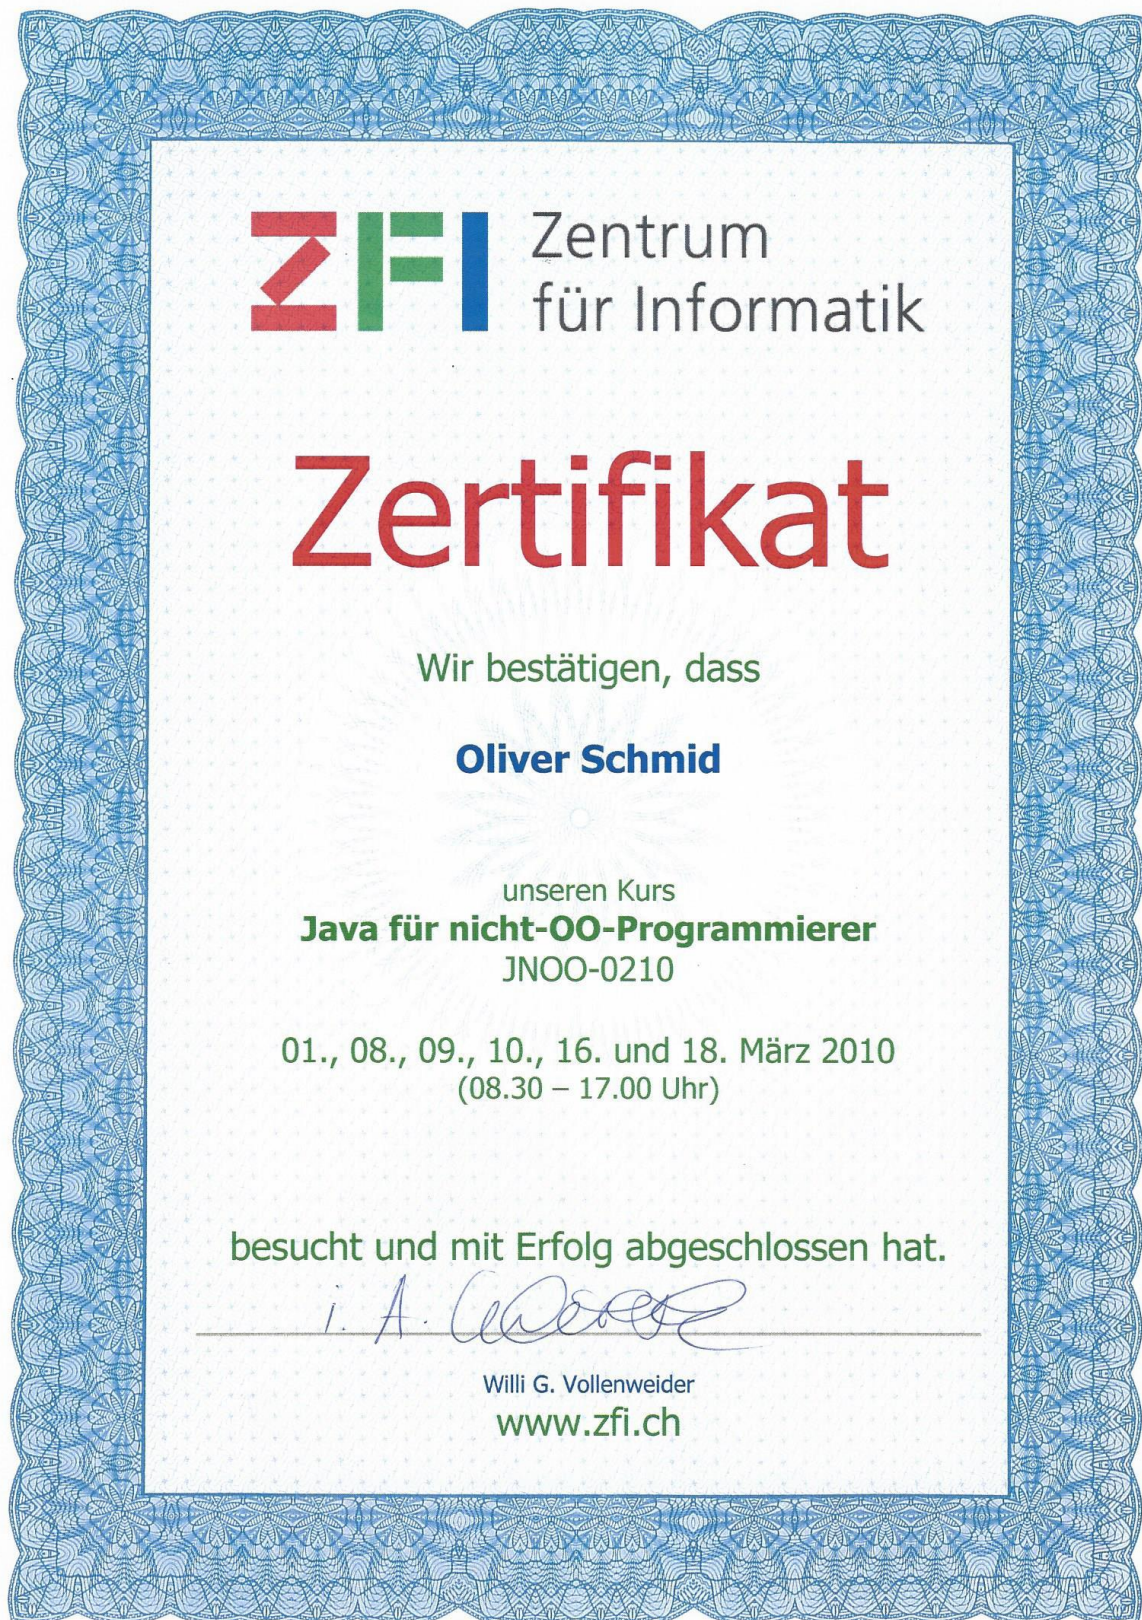 ZFI Zentrum
für Informatik
Zertifikat
Wir bestätigen, dass
Oliver Schmid
unseren Kurs
Java für nicht-OO-Programmierer
JNOO-0210
01., 08., 09., 10., 16. und 18. März 2010
(08.30 – 17.00 Uhr)
besucht und mit Erfolg abgeschlossen hat.
i. A.
Willi G. Vollenweider
www.zfi.ch